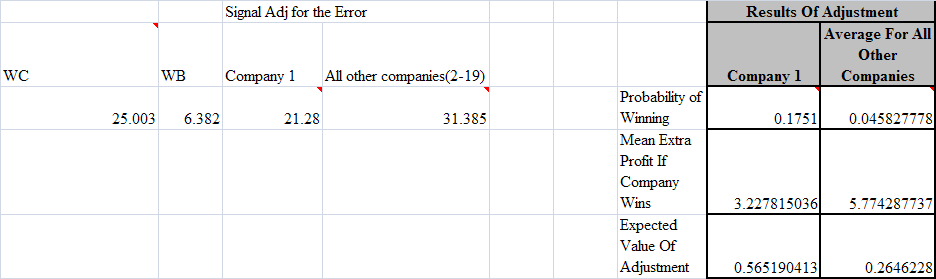 Signal Adj for the Error
Results Of Adjustment
WC
WB
Company 1
All other companies(2-19)
Company 1
Average For All
Other
Companies
25.003
6.382
21.28
31.385
Probability of
Winning
0.1751
0.045827778
Mean Extra
Profit If
Company
Wins
3.227815036
5.774287737
Expected
Value Of
Adjustment
0.565190413
0.2646228